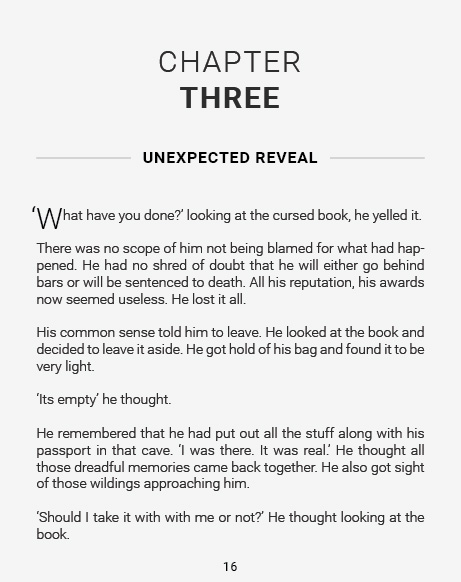 CHAPTER
THREE
UNEXPECTED REVEAL
‘What have you done?’ looking at the cursed book, he yelled it.
There was no scope of him not being blamed for what had hap-
pened. He had no shred of doubt that he will either go behind
bars or will be sentenced to death. All his reputation, his awards
now seemed useless. He lost it all.
His common sense told him to leave. He looked at the book and
decided to leave it aside. He got hold of his bag and found it to be
very light.
‘Its empty’ he thought.
He remembered that he had put out all the stuff along with his
passport in that cave. ‘I was there. It was real.’ He thought all
those dreadful memories came back together. He also got sight
of those wildings approaching him.
‘Should I take it with with me or not?’ He thought looking at the
book.
16